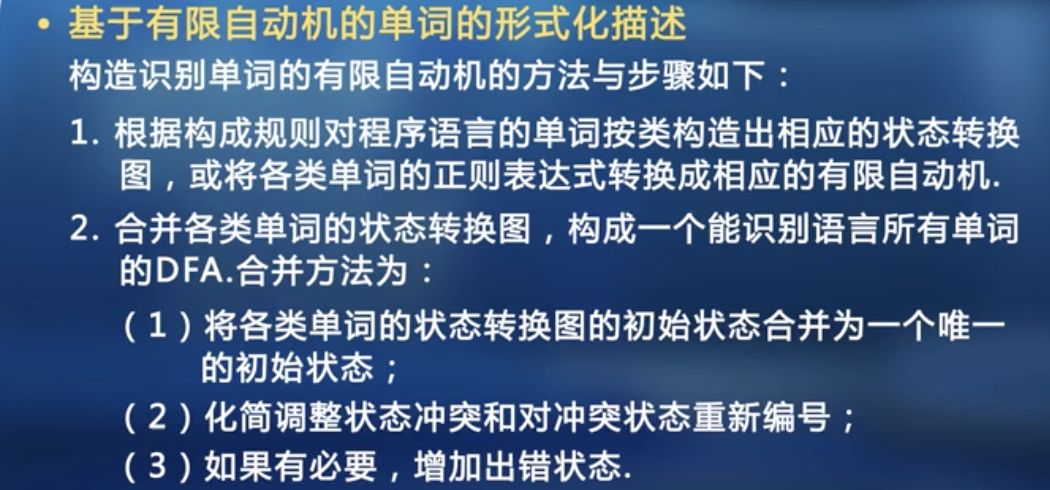 • 基于有限自动机的单词的形式化描述
构造识别单词的有限自动机的方法与步骤如下：
1. 根据构成规则对程序语言的单词按类构造出相应的状态转换
图，或将各类单词的正则表达式转换成相应的有限自动机.
2. 合并各类单词的状态转换图，构成一个能识别语言所有单词
的DFA.合并方法为：
（1）将各类单词的状态转换图的初始状态合并为一个唯一
的初始状态；
（2）化简调整状态冲突和对冲突状态重新编号；
（3）如果有必要，增加出错状态.